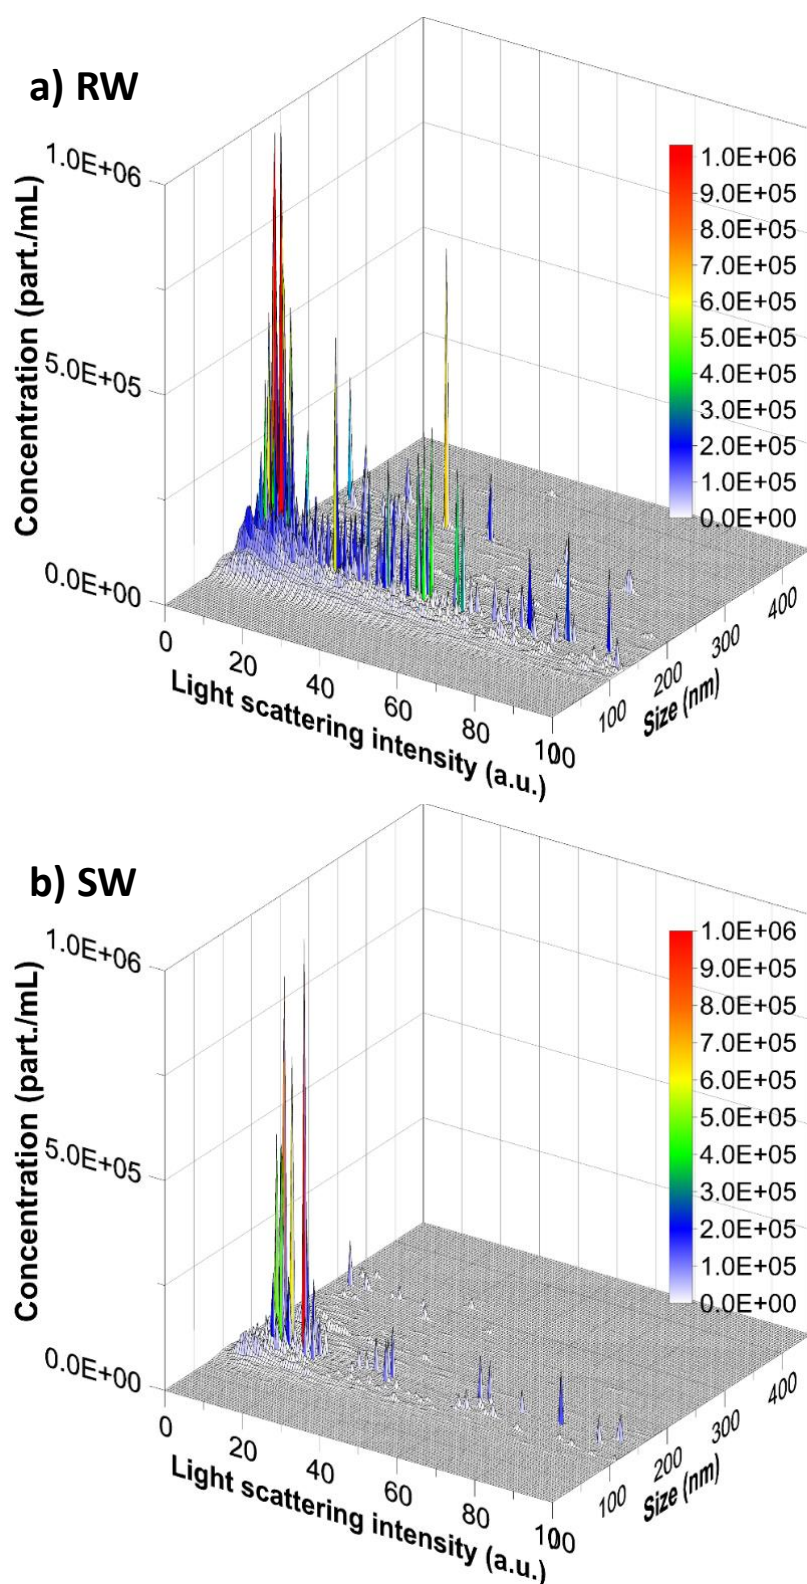 a) RW
Concentration (part./mL)
1.0E+06
5.0E+05
0.0E+00
0
20
40
60
80
100
Light scattering intensity (a.u.)
0
100
200
300
400
Size (nm)
1.0E+06
9.0E+05
8.0E+05
7.0E+05
6.0E+05
5.0E+05
4.0E+05
3.0E+05
2.0E+05
1.0E+05
0.0E+00
b) SW
Concentration (part./mL)
1.0E+06
5.0E+05
0.0E+00
0
20
40
60
80
100
Light scattering intensity (a.u.)
0
100
200
300
400
Size (nm)
1.0E+06
9.0E+05
8.0E+05
7.0E+05
6.0E+05
5.0E+05
4.0E+05
3.0E+05
2.0E+05
1.0E+05
0.0E+00